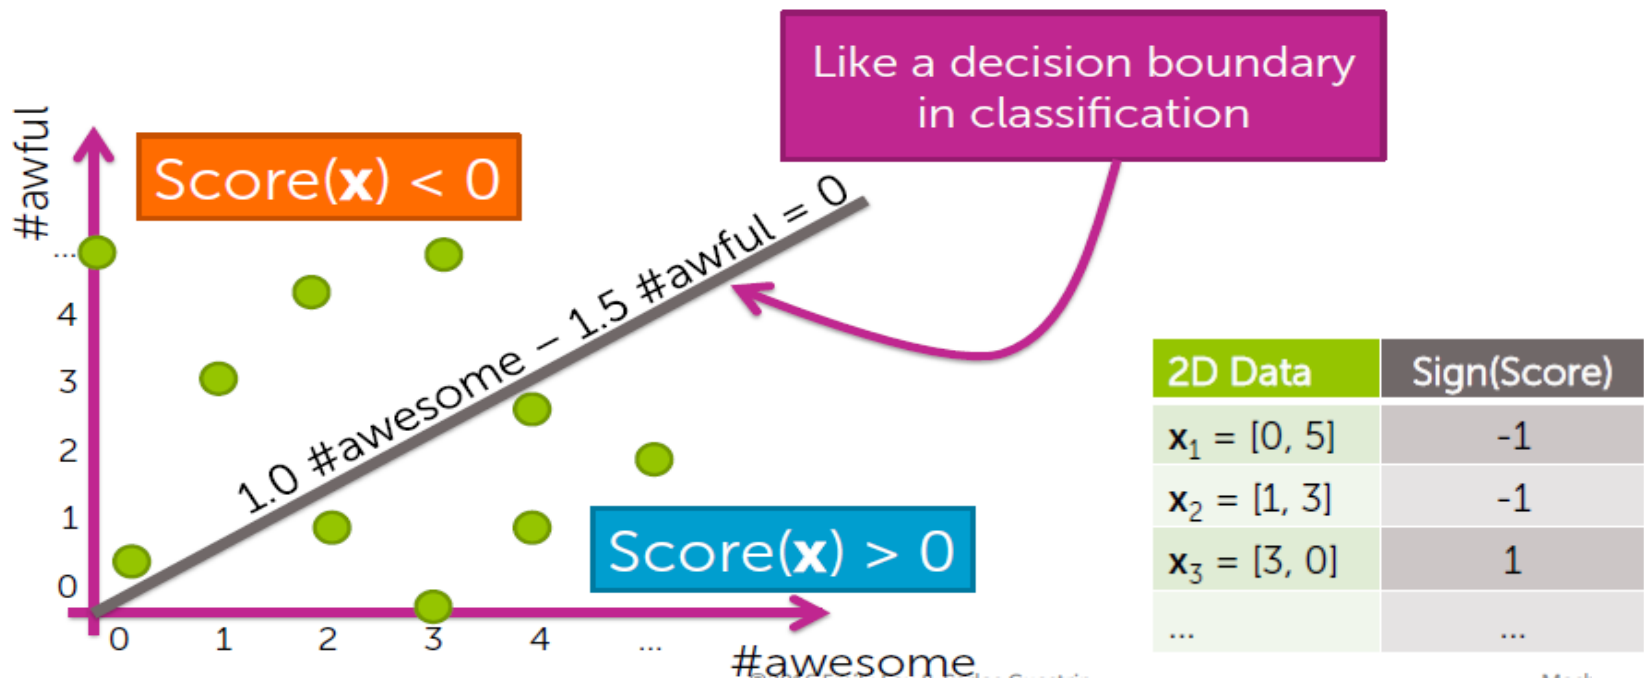 Like a decision boundary
in classification
#awful
Score(x) < 0
1.0 #awesome – 1.5 #awful = 0
...
4
3
2
1
0
0 1 2 3 4 ...
#awesome
Score(x) > 0
2D Data Sign(Score)
x1 = [0, 5] -1
x2 = [1, 3] -1
x3 = [3, 0] 1
... ...